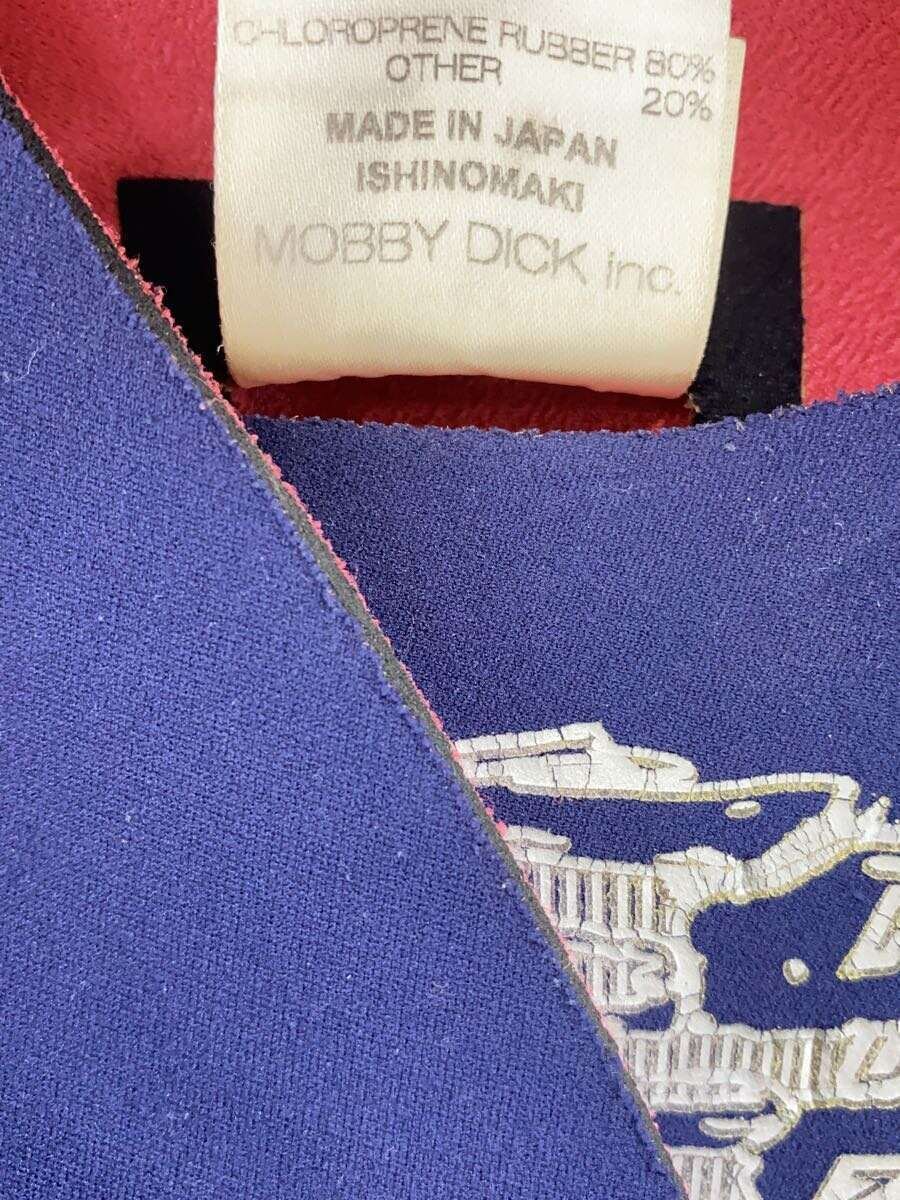 CHLOROPRENE RUBBER 80%
OTHER 20%
MADE IN JAPAN
ISHINOMAKI
MOBBY DICK inc.